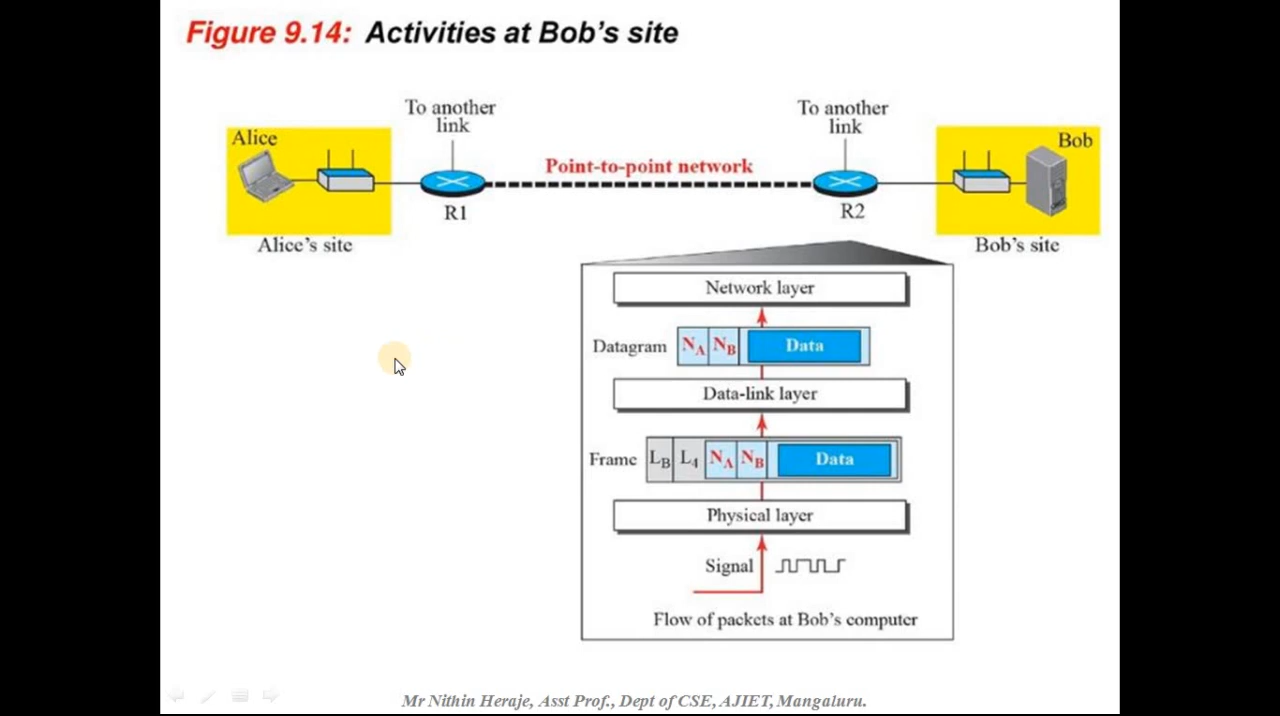 Figure 9.14: Activities at Bob's site
To another
link
To another
link
Alice
Bob
Point-to-point network
R1
R2
Alice's site
Bob's site
Network layer
Datagram NA NB Data
Data-link layer
Frame LB L4 NA NB Data
Physical layer
Signal
Flow of packets at Bob's computer
Mr Nithin Heraje, Asst Prof., Dept of CSE, AJIET, Mangaluru.